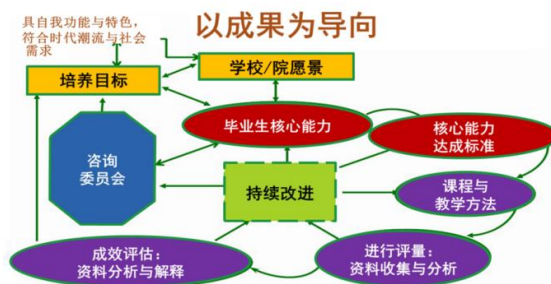 以成果为导向
具自我功能与特色，
符合时代潮流与社会
需求
学校/院愿景
培养目标
毕业生核心能力
核心能力
达成标准
咨询
委员会
持续改进
课程与
教学方法
成效评估：
资料分析与解释
进行评量：
资料收集与分析